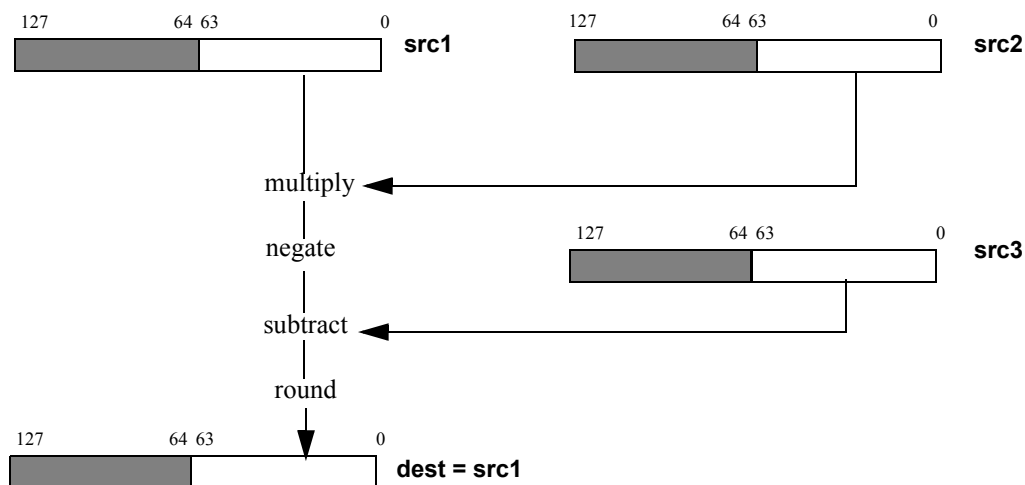 127 64 63 0 src1
127 64 63 0 src2
multiply
negate
127 64 63 0 src3
subtract
round
127 64 63 0
dest = src1